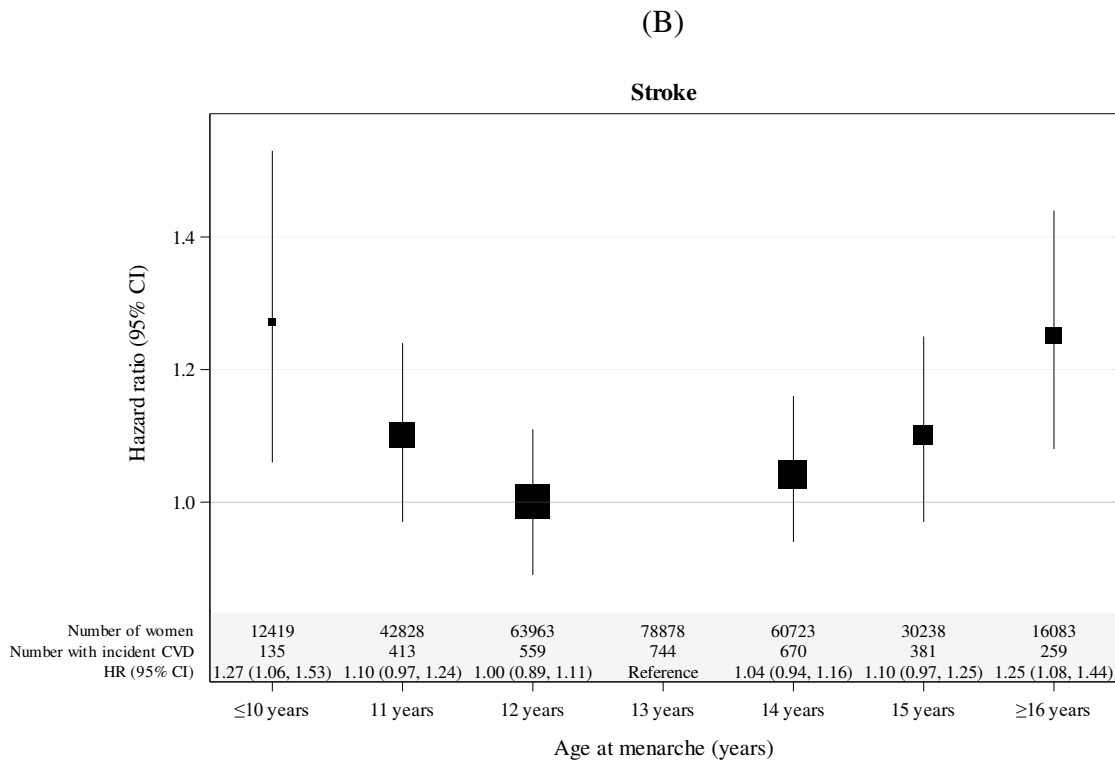 (B)
Stroke
Hazard ratio (95% CI)
1.4
1.2
1.0
Number of women 12419 42828 63963 78878 60723 30238 16083
Number with incident CVD 135 413 559 744 670 381 259
HR (95% CI) 1.27 (1.06, 1.53) 1.10 (0.97, 1.24) 1.00 (0.89, 1.11) Reference 1.04 (0.94, 1.16) 1.10 (0.97, 1.25) 1.25 (1.08, 1.44)
≤10 years 11 years 12 years 13 years 14 years 15 years ≥16 years
Age at menarche (years)